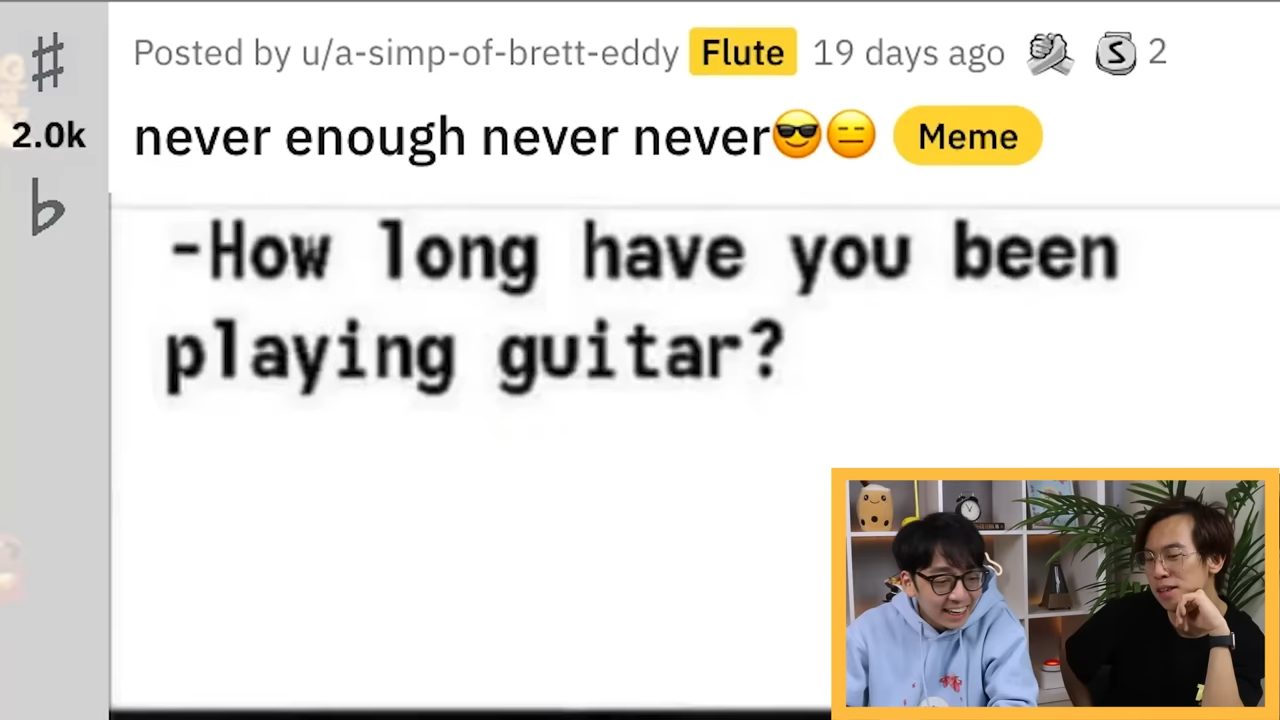 Posted by u/a-simp-of-brett-eddy Flute 19 days ago S 2
2.0k
never enough never never😎😑 Meme
-How long have you been
playing guitar?